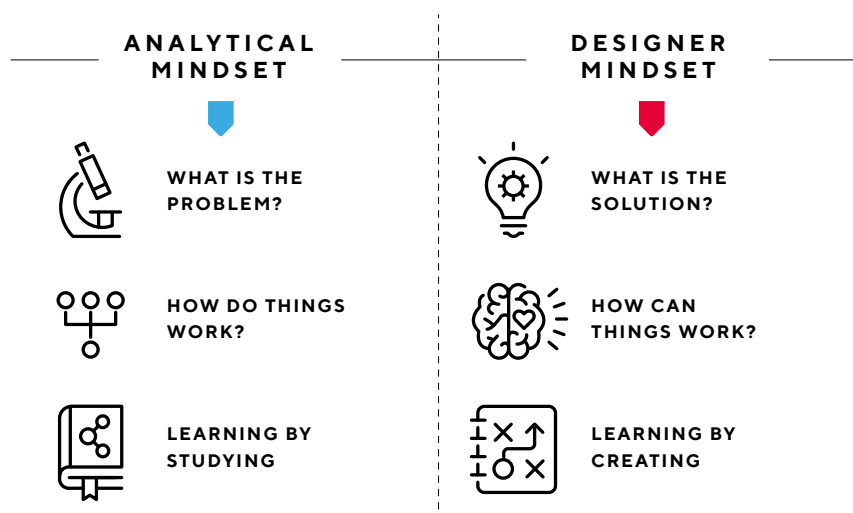 ANALYTICAL
MINDSET
WHAT IS THE
PROBLEM?
HOW DO THINGS
WORK?
LEARNING BY
STUDYING
DESIGNER
MINDSET
WHAT IS THE
SOLUTION?
HOW CAN
THINGS WORK?
LEARNING BY
CREATING